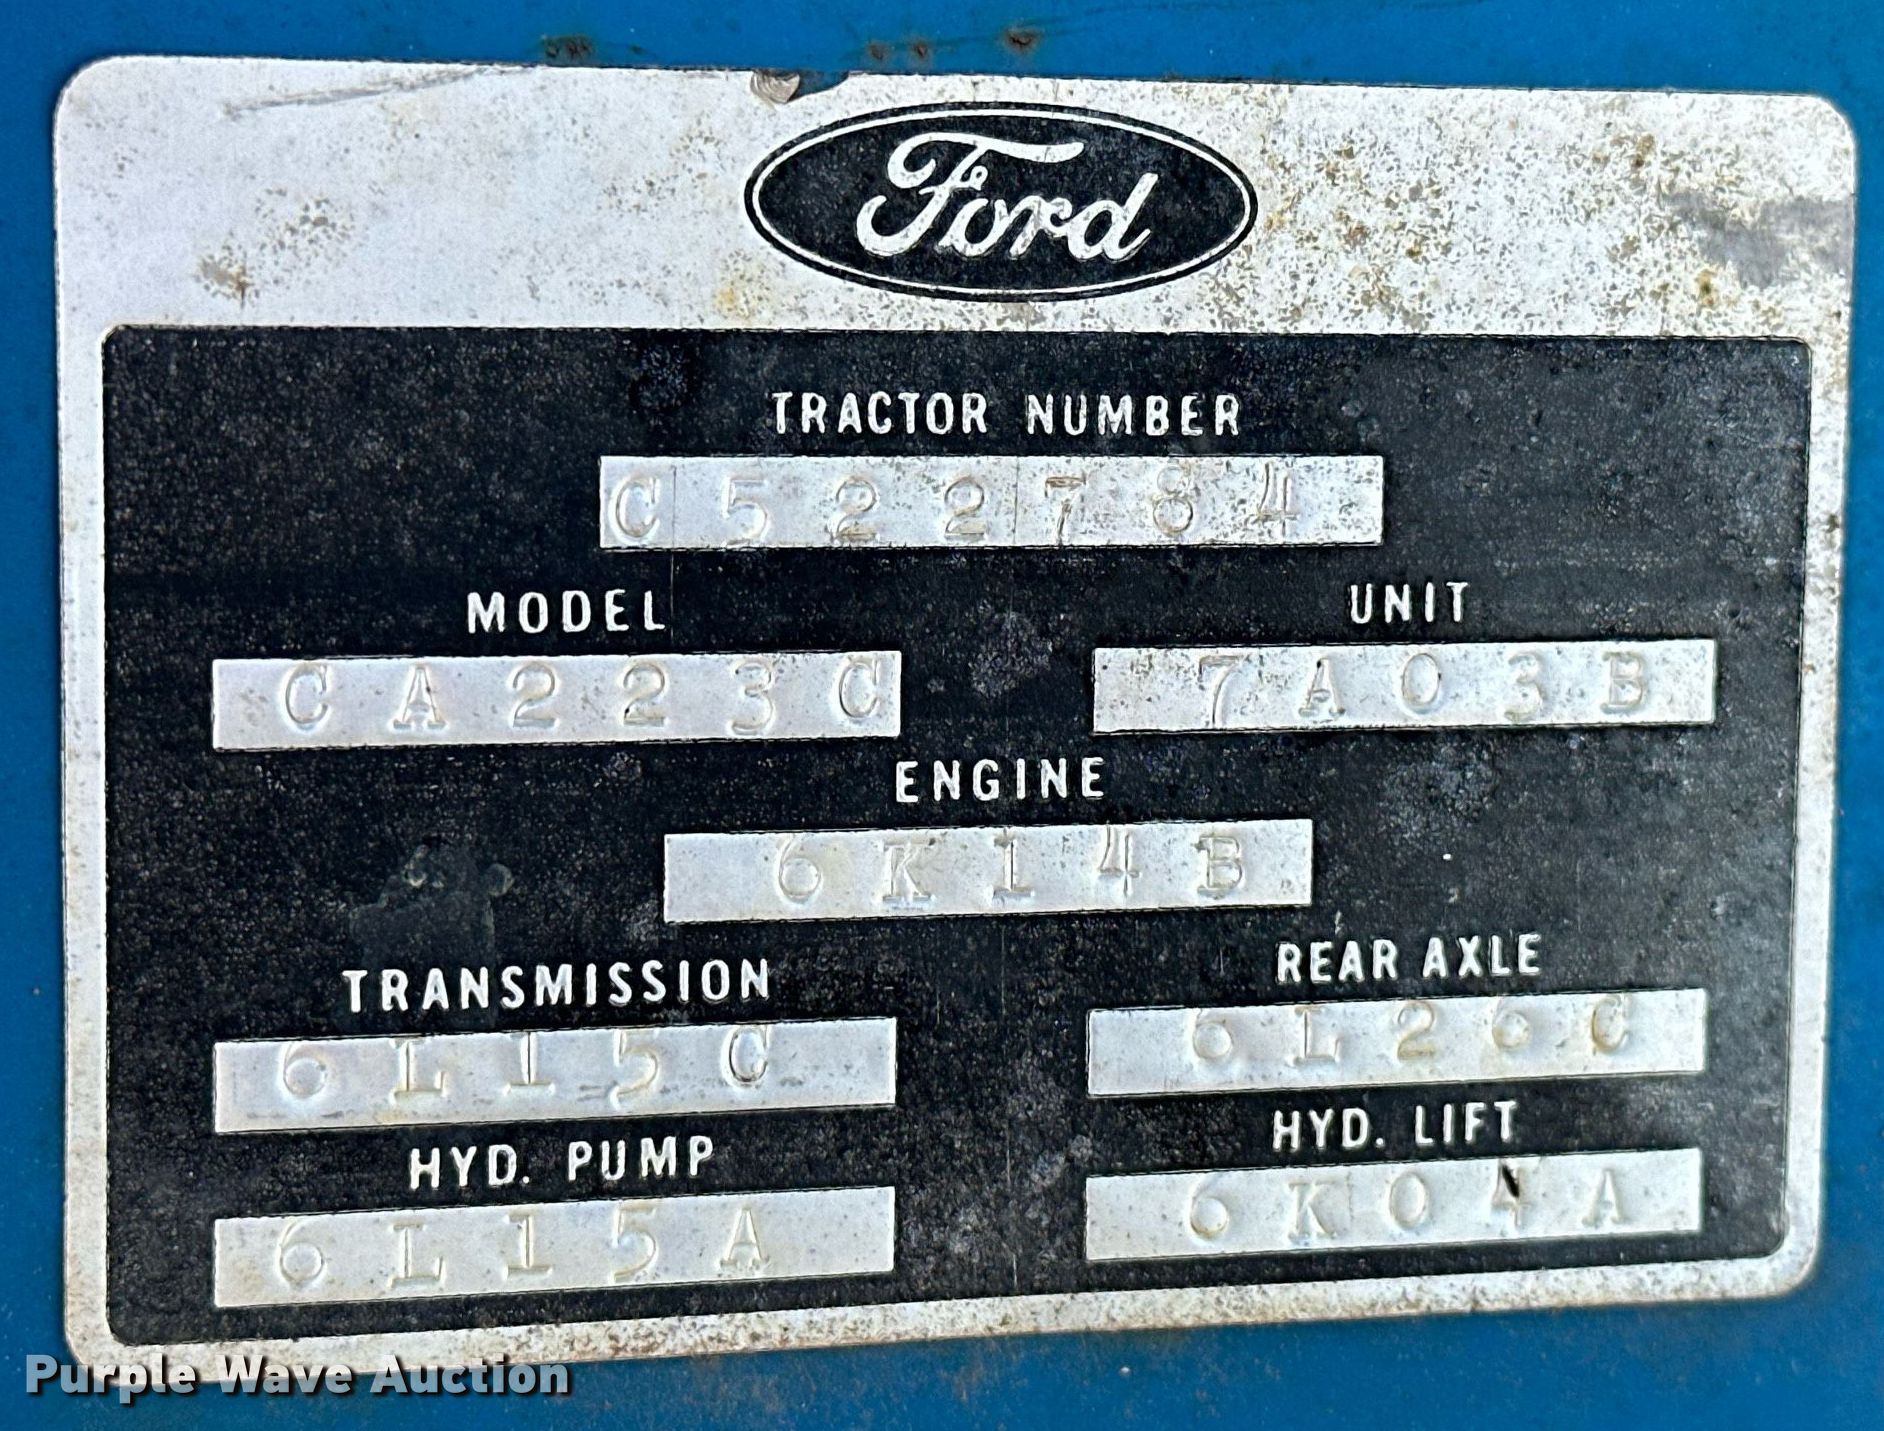 Ford
TRACTOR NUMBER
C522784
MODEL UNIT
CA223C 7A03B
ENGINE
6K14B
TRANSMISSION REAR AXLE
6L15C 6L26C
HYD. PUMP HYD. LIFT
6L15A 6K04A
Purple Wave Auction